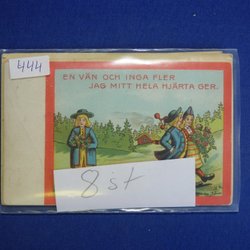 444
EN VÄN OCH INGA FLER
JAG MITT HELA HJÄRTA GER.
8 st